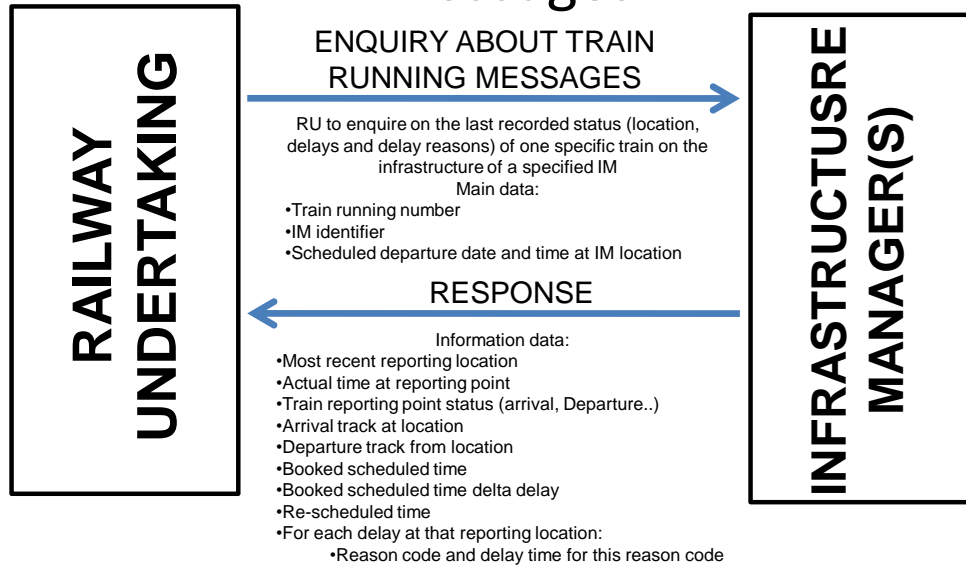 RAILWAY
UNDERTAKING
ENQUIRY ABOUT TRAIN
RUNNING MESSAGES
RU to enquire on the last recorded status (location,
delays and delay reasons) of one specific train on the
infrastructure of a specified IM
Main data:
•Train running number
•IM identifier
•Scheduled departure date and time at IM location
RESPONSE
Information data:
•Most recent reporting location
•Actual time at reporting point
•Train reporting point status (arrival, Departure..)
•Arrival track at location
•Departure track from location
•Booked scheduled time
•Booked scheduled time delta delay
•Re-scheduled time
•For each delay at that reporting location:
•Reason code and delay time for this reason code
INFRASTRUCTUSRE
MANAGER(S)